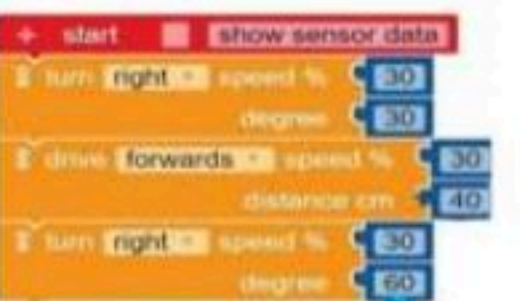 + start show sensor data
turn right speed % 30
degree 30
drive forwards speed % 30
distance cm 40
turn right speed % 30
degree 60